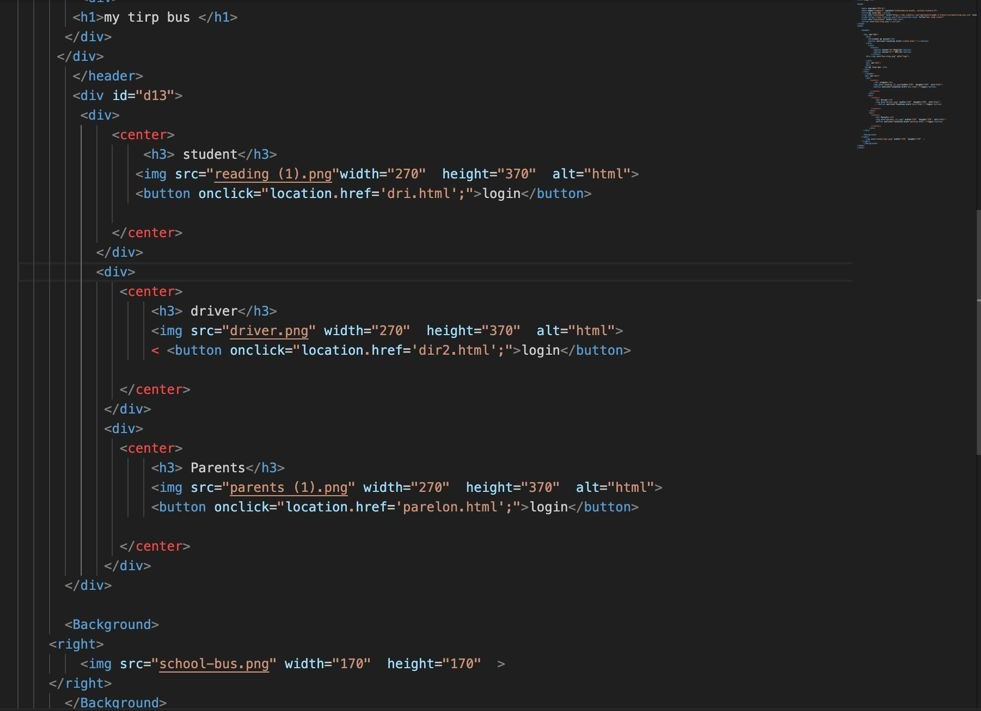 <h1>my tirp bus </h1>
</div>
</div>
</header>
<div id="d13">
<div>
<center>
<h3> student</h3>
<img src="reading (1).png"width="270"  height="370"  alt="html">
<button onclick="location.href='dri.html';">login</button>
</center>
</div>
<div>
<center>
<h3> driver</h3>
<img src="driver.png" width="270"  height="370"  alt="html">
< <button onclick="location.href='dir2.html';">login</button>
</center>
</div>
<div>
<center>
<h3> Parents</h3>
<img src="parents (1).png" width="270"  height="370"  alt="html">
<button onclick="location.href='parelon.html';">login</button>
</center>
</div>
</div>
<Background>
<right>
<img src="school-bus.png" width="170"  height="170"  >
</right>
</Background>